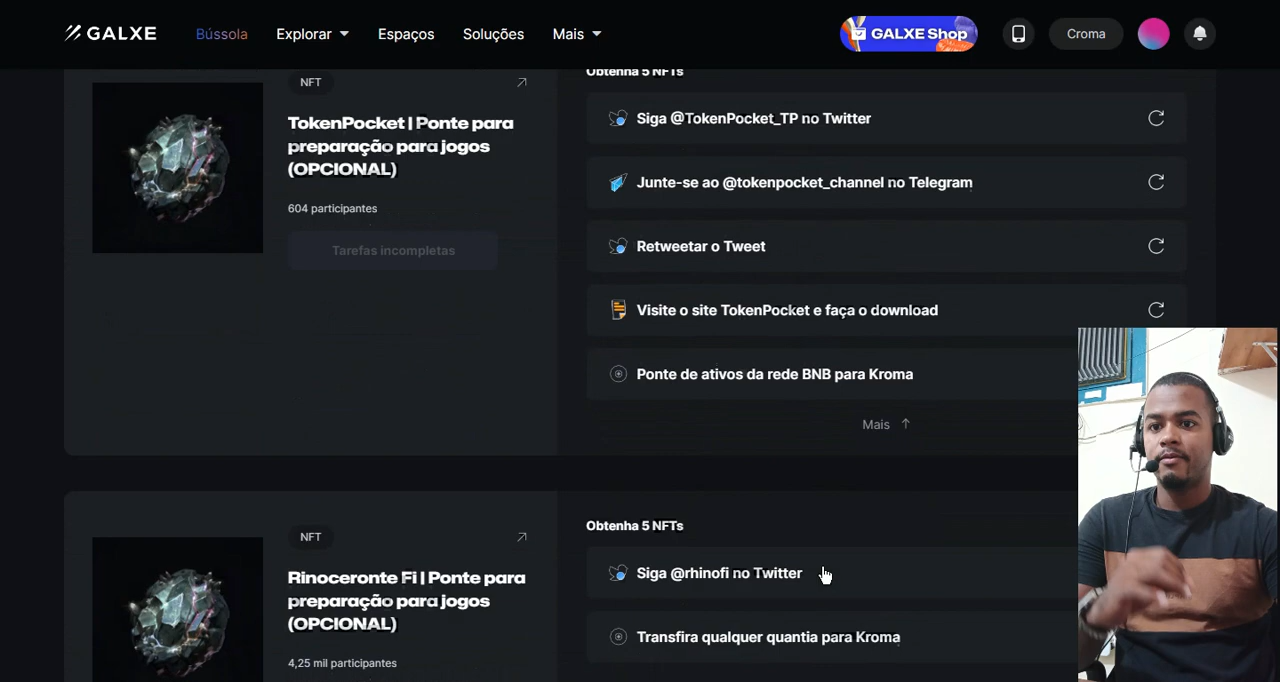 GALXE
Bússola
Explorar
Espaços
Soluções
Mais
GALXE Shop
Croma
NFT
TokenPocket | Ponte para
preparação para jogos
(OPCIONAL)
604 participantes
Tarefas incompletas
Obtenha 5 NFTs
Siga @TokenPocket_TP no Twitter
Junte-se ao @tokenpocket_channel no Telegram
Retweetar o Tweet
Visite o site TokenPocket e faça o download
Ponte de ativos da rede BNB para Kroma
Mais
NFT
Rinoceronte Fi | Ponte para
preparação para jogos
(OPCIONAL)
4,25 mil participantes
Obtenha 5 NFTs
Siga @rhinofi no Twitter
Transfira qualquer quantia para Kroma